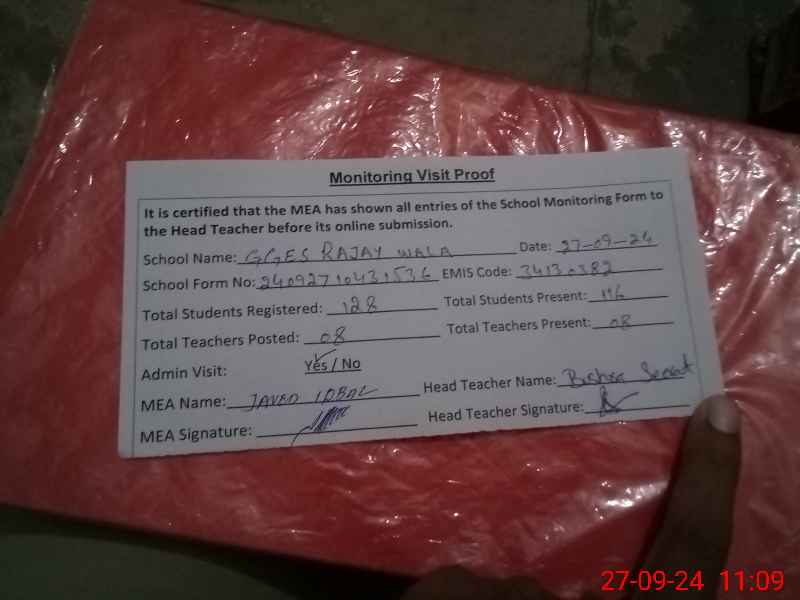 Monitoring Visit Proof
It is certified that the MEA has shown all entries of the School Monitoring Form to
the Head Teacher before its online submission.
School Name: GGES RAJAY WALA Date: 27-09-24
School Form No: 24092710431536 EMIS Code: 34130382
Total Students Registered: 128 Total Students Present: 116
Total Teachers Posted: 08 Total Teachers Present: 08
Admin Visit: Yes / No
MEA Name: JAVED IQBAL Head Teacher Name: Bushra
MEA Signature: Head Teacher Signature:
27-09-24 11:09